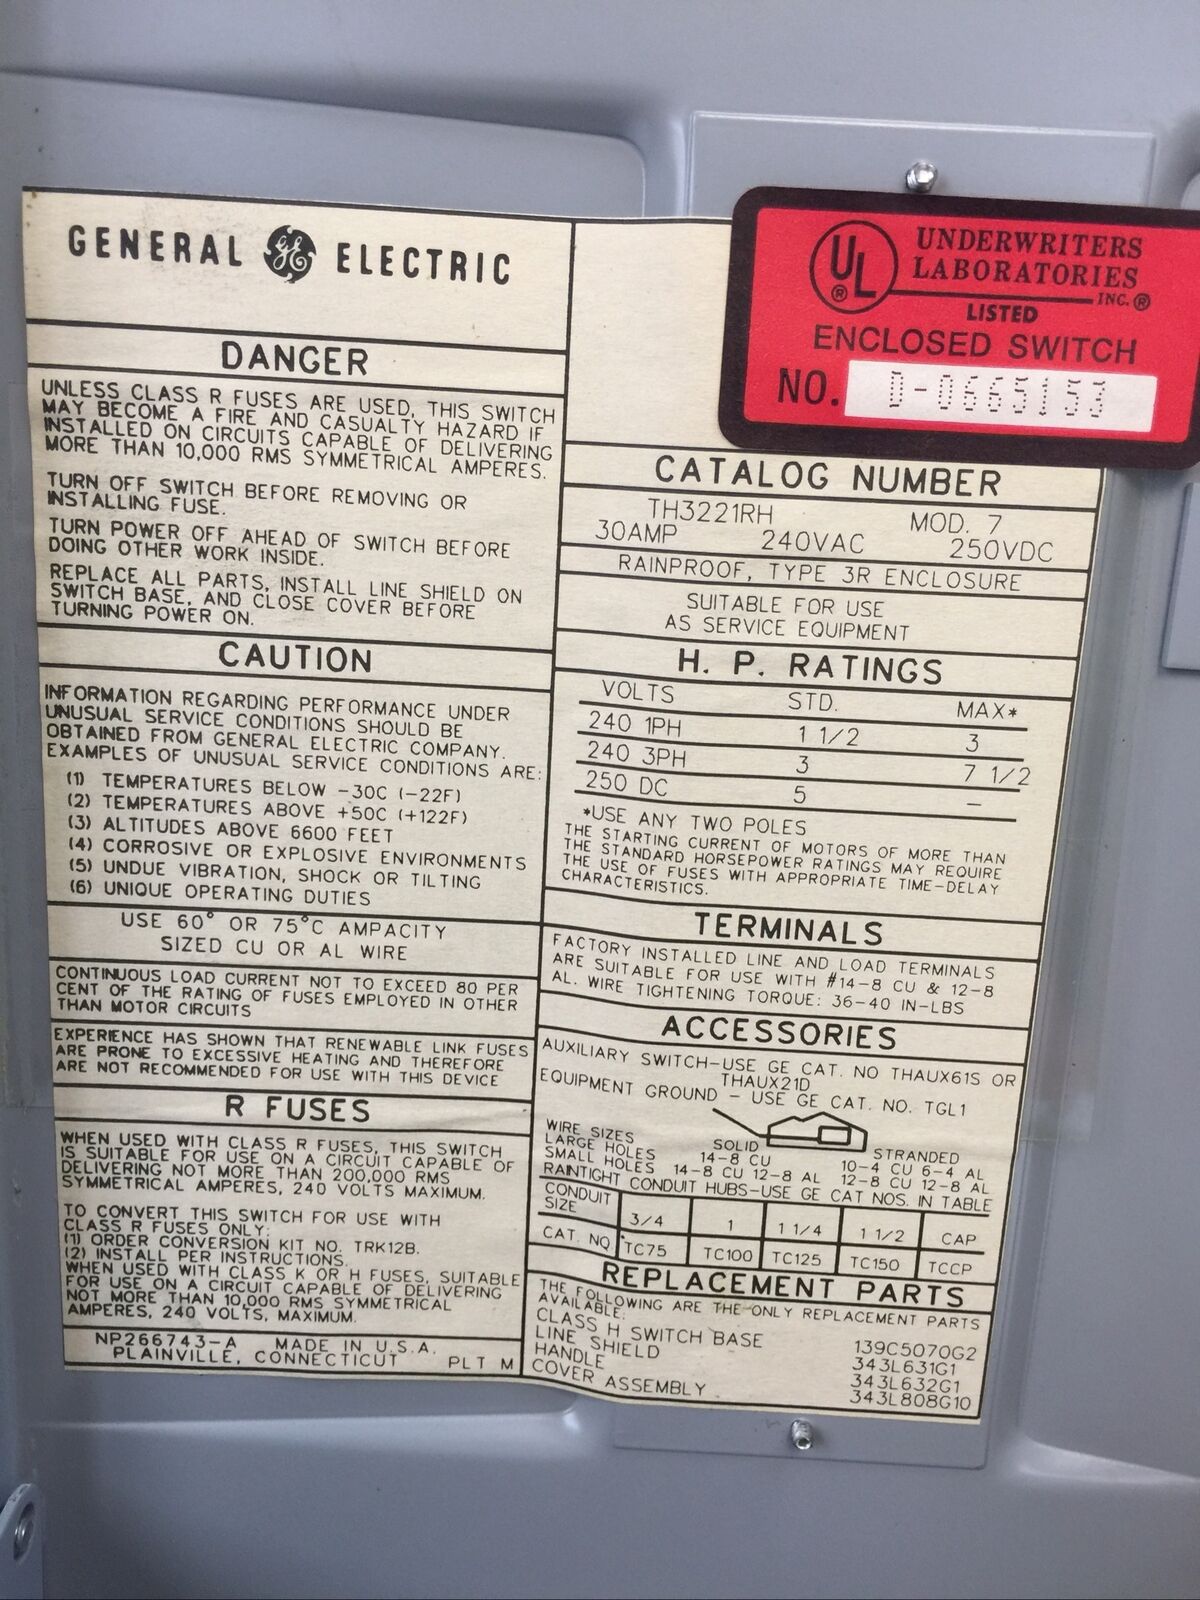 GENERAL GE ELECTRIC
DANGER
UNLESS CLASS R FUSES ARE USED, THIS SWITCH
MAY BECOME A FIRE AND CASUALTY HAZARD IF
INSTALLED ON CIRCUITS CAPABLE OF DELIVERING
MORE THAN 10,000 RMS SYMMETRICAL AMPERES.
TURN OFF SWITCH BEFORE REMOVING OR
INSTALLING FUSE.
TURN POWER OFF AHEAD OF SWITCH BEFORE
DOING OTHER WORK INSIDE.
REPLACE ALL PARTS, INSTALL LINE SHIELD ON
SWITCH BASE, AND CLOSE COVER BEFORE
TURNING POWER ON.
CAUTION
INFORMATION REGARDING PERFORMANCE UNDER
UNUSUAL SERVICE CONDITIONS SHOULD BE
OBTAINED FROM GENERAL ELECTRIC COMPANY.
EXAMPLES OF UNUSUAL SERVICE CONDITIONS ARE:
(1) TEMPERATURES BELOW -30C (-22F)
(2) TEMPERATURES ABOVE +50C (+122F)
(3) ALTITUDES ABOVE 6600 FEET
(4) CORROSIVE OR EXPLOSIVE ENVIRONMENTS
(5) UNDUE VIBRATION, SHOCK OR TILTING
(6) UNIQUE OPERATING DUTIES
USE 60° OR 75°C AMPACITY
SIZED CU OR AL WIRE
CONTINUOUS LOAD CURRENT NOT TO EXCEED 80 PER
CENT OF THE RATING OF FUSES EMPLOYED IN OTHER
THAN MOTOR CIRCUITS
EXPERIENCE HAS SHOWN THAT RENEWABLE LINK FUSES
ARE PRONE TO EXCESSIVE HEATING AND THEREFORE
ARE NOT RECOMMENDED FOR USE WITH THIS DEVICE
R FUSES
WHEN USED WITH CLASS R FUSES, THIS SWITCH
IS SUITABLE FOR USE ON A CIRCUIT CAPABLE OF
DELIVERING NOT MORE THAN 200,000 RMS
SYMMETRICAL AMPERES, 240 VOLTS MAXIMUM.
TO CONVERT THIS SWITCH FOR USE WITH
CLASS R FUSES ONLY:
(1) ORDER CONVERSION KIT NO. TRK12B.
(2) INSTALL PER INSTRUCTIONS.
WHEN USED WITH CLASS K OR H FUSES, SUITABLE
FOR USE ON A CIRCUIT CAPABLE OF DELIVERING
NOT MORE THAN 10,000 RMS SYMMETRICAL
AMPERES, 240 VOLTS, MAXIMUM.
NP266743-A MADE IN U.S.A.
PLAINVILLE, CONNECTICUT PLT M
UL ®
UNDERWRITERS
LABORATORIES
INC.®
LISTED
ENCLOSED SWITCH
NO. D-0665153
CATALOG NUMBER
TH3221RH MOD. 7
30AMP 240VAC 250VDC
RAINPROOF, TYPE 3R ENCLOSURE
SUITABLE FOR USE
AS SERVICE EQUIPMENT
H. P. RATINGS
VOLTS STD. MAX*
240 1PH 1 1/2 3
240 3PH 3 7 1/2
250 DC 5 -
*USE ANY TWO POLES
THE STARTING CURRENT OF MOTORS OF MORE THAN
THE STANDARD HORSEPOWER RATINGS MAY REQUIRE
THE USE OF FUSES WITH APPROPRIATE TIME-DELAY
CHARACTERISTICS.
TERMINALS
FACTORY INSTALLED LINE AND LOAD TERMINALS
ARE SUITABLE FOR USE WITH #14-8 CU & 12-8
AL. WIRE TIGHTENING TORQUE: 36-40 IN-LBS
ACCESSORIES
AUXILIARY SWITCH-USE GE CAT. NO THAUX61S OR
THAUX21D
EQUIPMENT GROUND - USE GE CAT. NO. TGL1
WIRE SIZES SOLID STRANDED
LARGE HOLES 14-8 CU 10-4 CU 6-4 AL
SMALL HOLES 14-8 CU 12-8 AL 12-8 CU 12-8 AL
RAINTIGHT CONDUIT HUBS-USE GE CAT NOS. IN TABLE
CONDUIT SIZE 3/4 1 1 1/4 1 1/2 CAP
CAT. NO. TC75 TC100 TC125 TC150 TCCP
REPLACEMENT PARTS
THE FOLLOWING ARE THE ONLY REPLACEMENT PARTS
AVAILABLE:
CLASS H SWITCH BASE 139C5070G2
LINE SHIELD 343L631G1
HANDLE 343L632G1
COVER ASSEMBLY 343L808G10